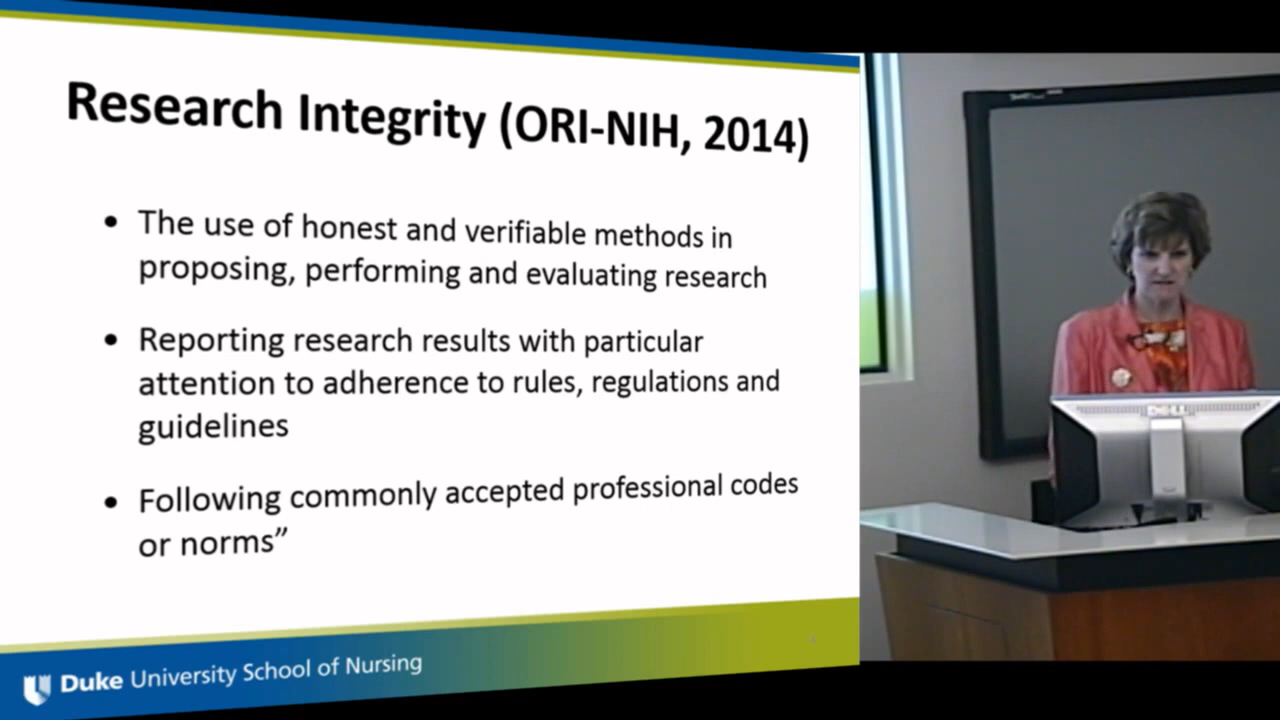 Research Integrity (ORI-NIH, 2014)
• The use of honest and verifiable methods in
proposing, performing and evaluating research
• Reporting research results with particular
attention to adherence to rules, regulations and
guidelines
• Following commonly accepted professional codes
or norms”
Duke University School of Nursing
DELL